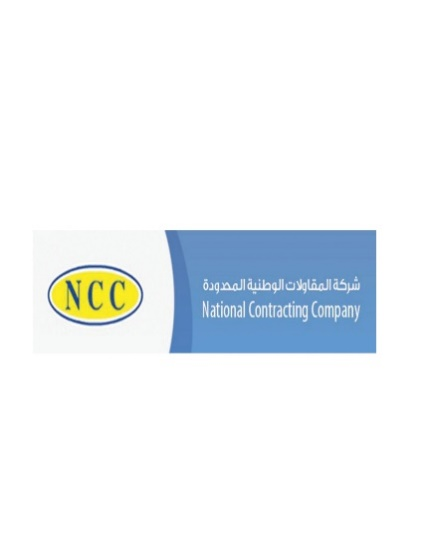 NCC
شركة المقاولات الوطنية المحدودة
National Contracting Company